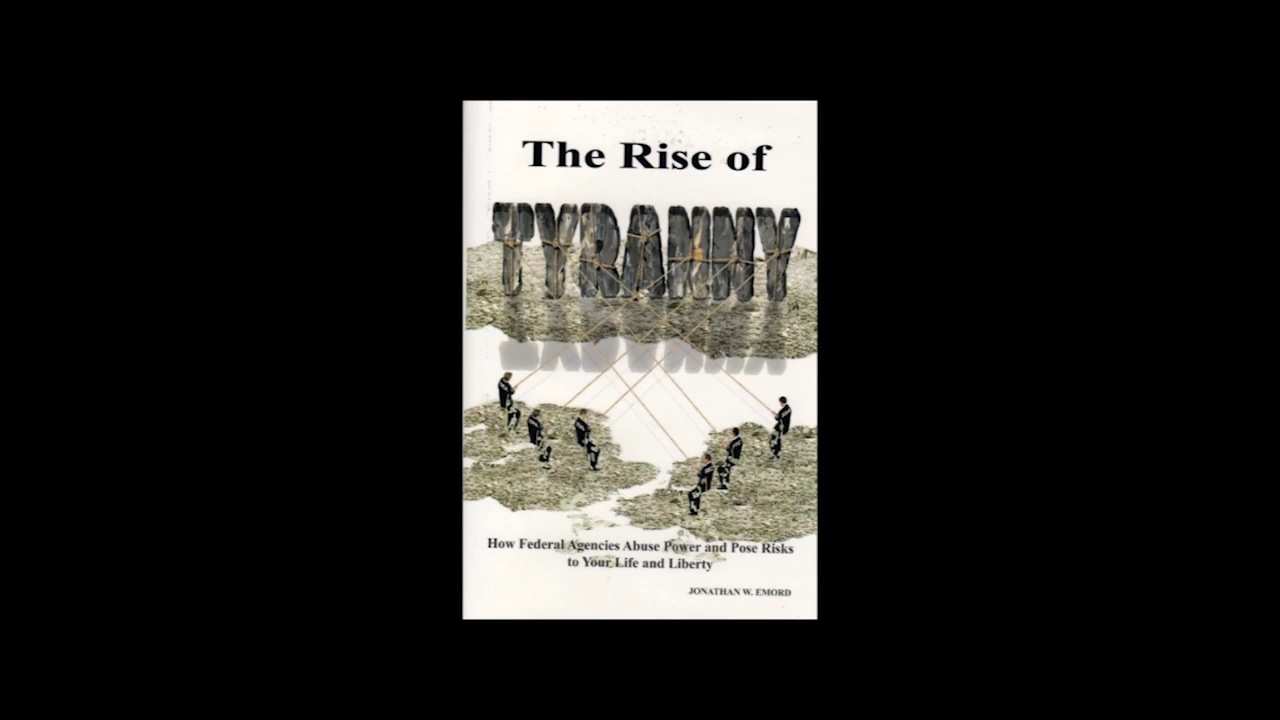 The Rise of
TYRANNY
How Federal Agencies Abuse Power and Pose Risks
to Your Life and Liberty
JONATHAN W. EMORD